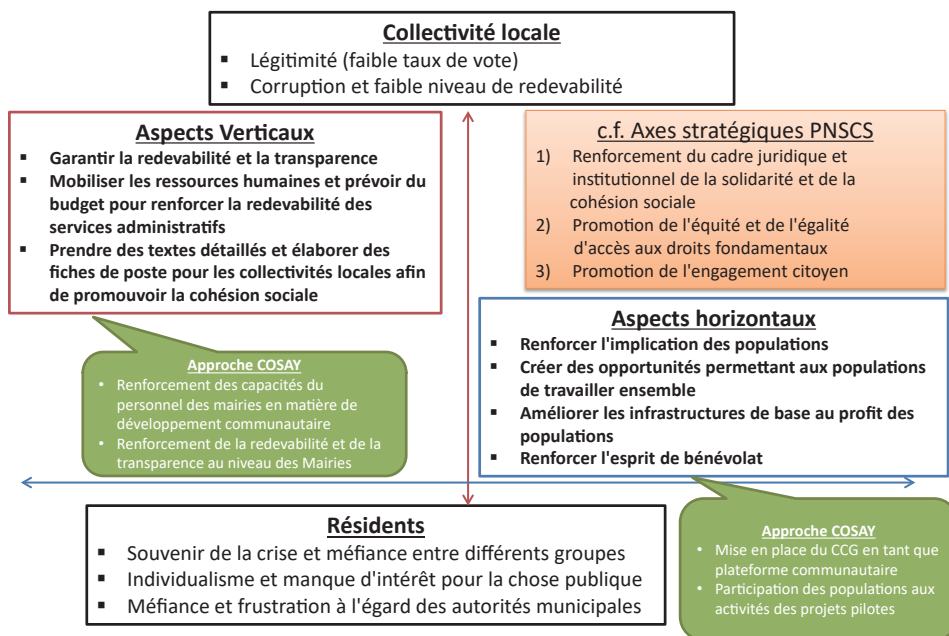 Collectivité locale
▪ Légitimité (faible taux de vote)
▪ Corruption et faible niveau de redevabilité
Aspects Verticaux
▪ Garantir la redevabilité et la transparence
▪ Mobiliser les ressources humaines et prévoir du
budget pour renforcer la redevabilité des
services administratifs
▪ Prendre des textes détaillés et élaborer des
fiches de poste pour les collectivités locales afin
de promouvoir la cohésion sociale
c.f. Axes stratégiques PNSCS
1) Renforcement du cadre juridique et
institutionnel de la solidarité et de la
cohésion sociale
2) Promotion de l'équité et de l'égalité
d'accès aux droits fondamentaux
3) Promotion de l'engagement citoyen
Approche COSAY
• Renforcement des capacités du
personnel des mairies en matière de
développement communautaire
• Renforcement de la redevabilité et de la
transparence au niveau des Mairies
Aspects horizontaux
▪ Renforcer l'implication des populations
▪ Créer des opportunités permettant aux populations
de travailler ensemble
▪ Améliorer les infrastructures de base au profit des
populations
▪ Renforcer l'esprit de bénévolat
Résidents
▪ Souvenir de la crise et méfiance entre différents groupes
▪ Individualisme et manque d'intérêt pour la chose publique
▪ Méfiance et frustration à l'égard des autorités municipales
Approche COSAY
• Mise en place du CCG en tant que
plateforme communautaire
• Participation des populations aux
activités des projets pilotes